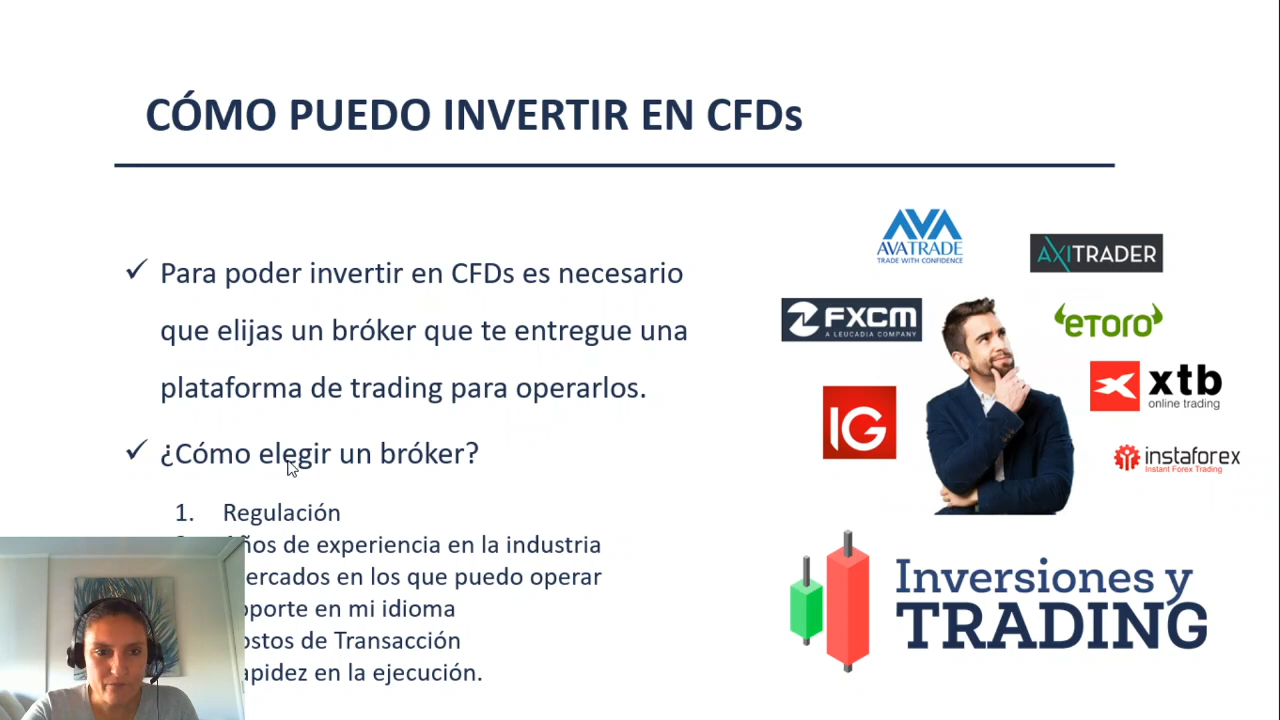 CÓMO PUEDO INVERTIR EN CFDs
Para poder invertir en CFDs es necesario
que elijas un bróker que te entregue una
plataforma de trading para operarlos.
¿Cómo elegir un bróker?
1. Regulación
ños de experiencia en la industria
ercados en los que puedo operar
oporte en mi idioma
ostos de Transacción
apidez en la ejecución.
AVA
AVATRADE
TRADE WITH CONFIDENCE
AXITRADER
FXCM
A LEUCADIA COMPANY
eToro
IG
xtb
online trading
instaforex
Instant Forex Trading
Inversiones y
TRADING